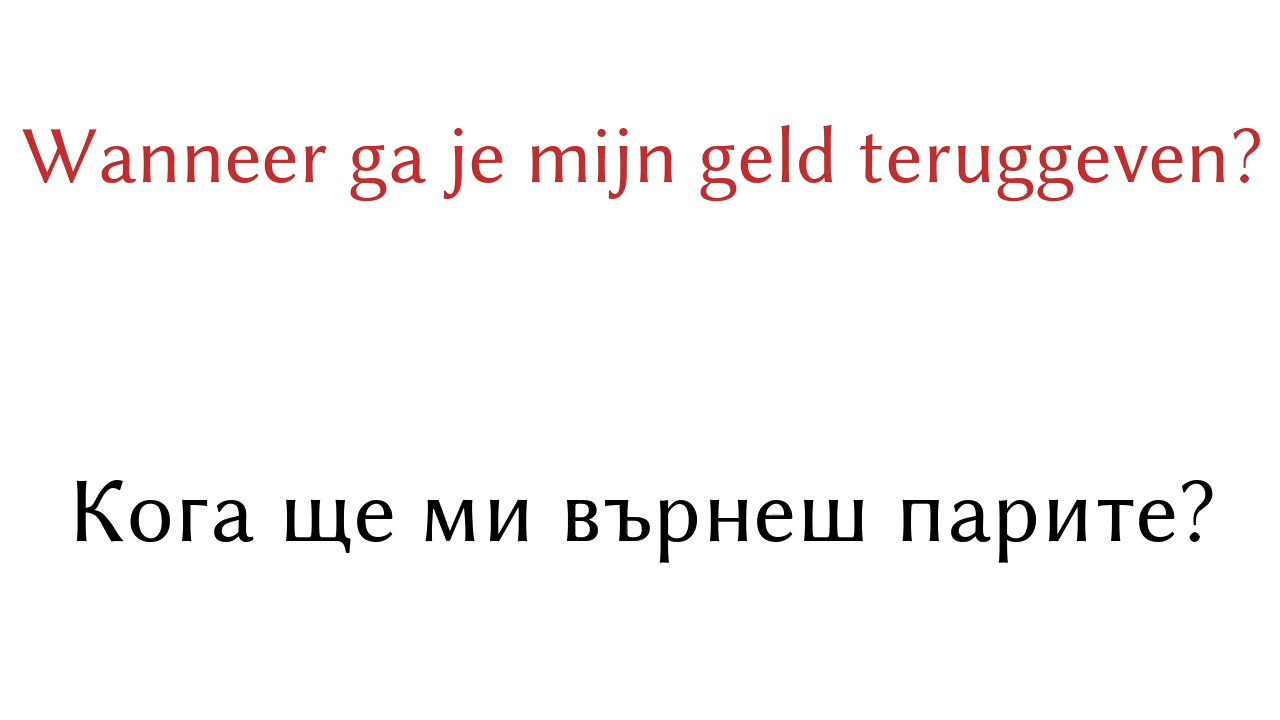 Wanneer ga je mijn geld teruggeven?
Кога ще ми върнеш парите?